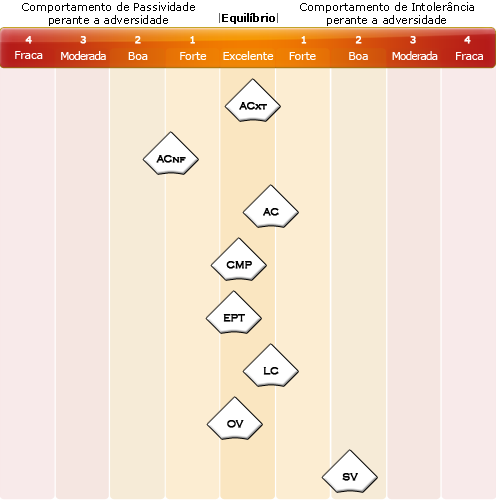 Comportamento de Passividade
perante a adversidade
|Equilíbrio|
Comportamento de Intolerância
perante a adversidade
4 3 2 1 1 2 3 4
Fraca Moderada Boa Forte Excelente Forte Boa Moderada Fraca
ACXT
ACNF
AC
CMP
EPT
LC
OV
SV